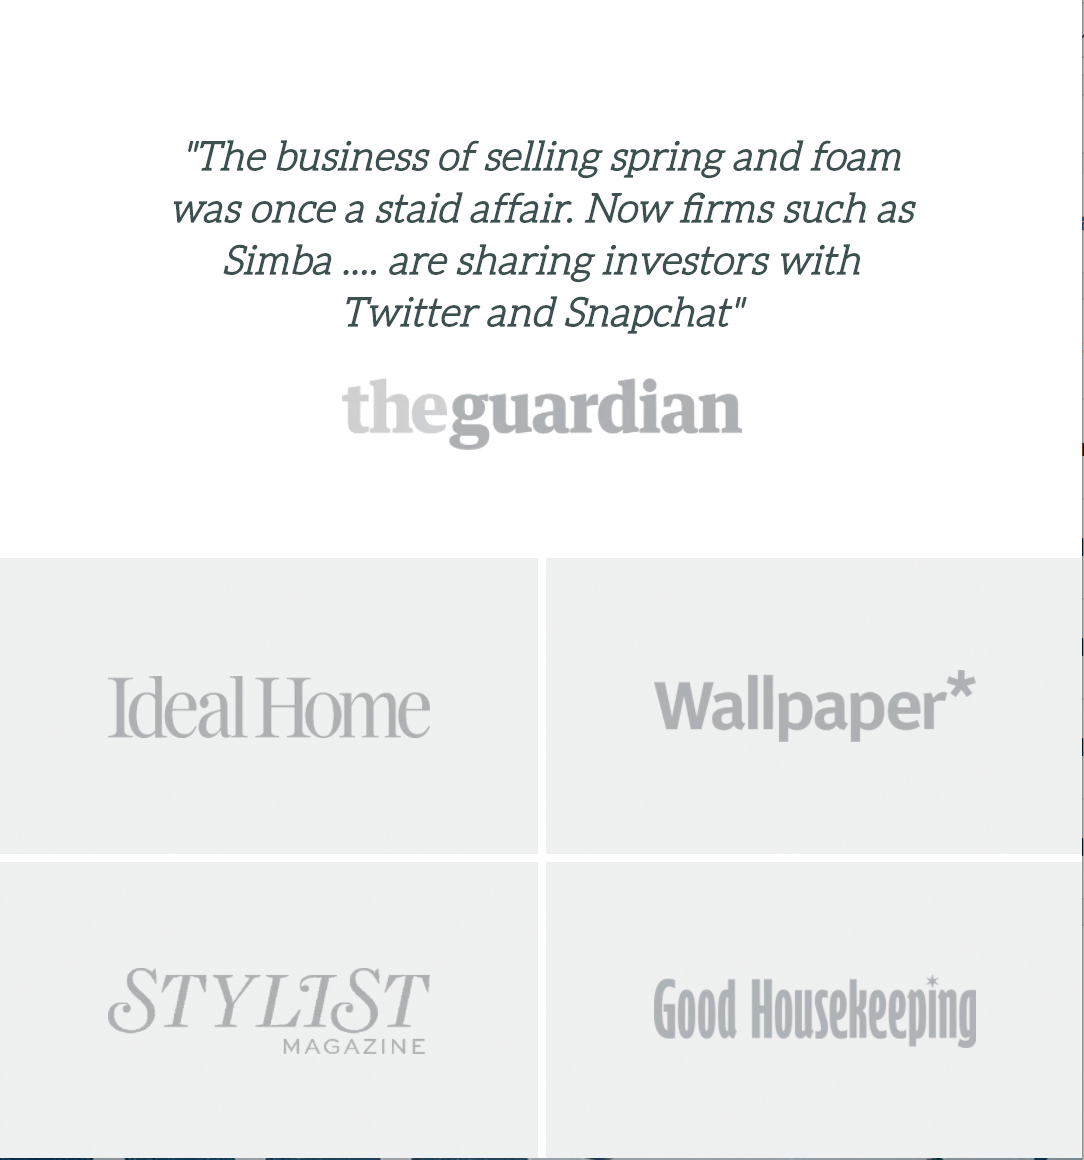 "The business of selling spring and foam
was once a staid affair. Now firms such as
Simba .... are sharing investors with
Twitter and Snapchat"
theguardian
Ideal Home
Wallpaper*
STYLIST
MAGAZINE
Good Housekeeping